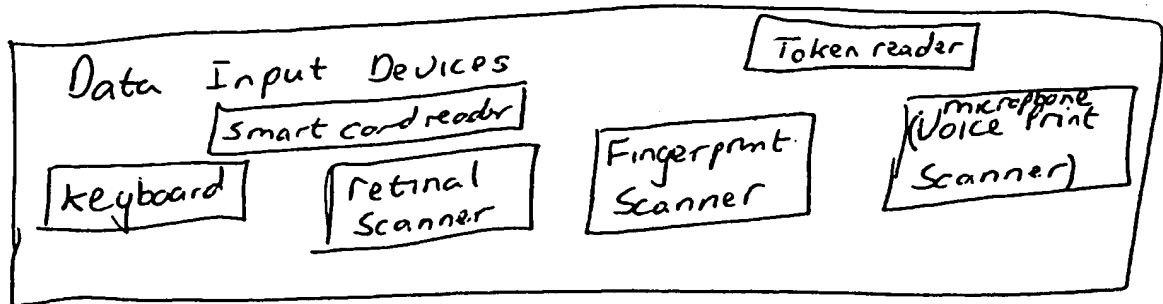 Token reader
Data Input Devices
Smart card reader
keyboard
retinal
Scanner
Fingerprint
Scanner
microphone
(Voice Print
Scanner)